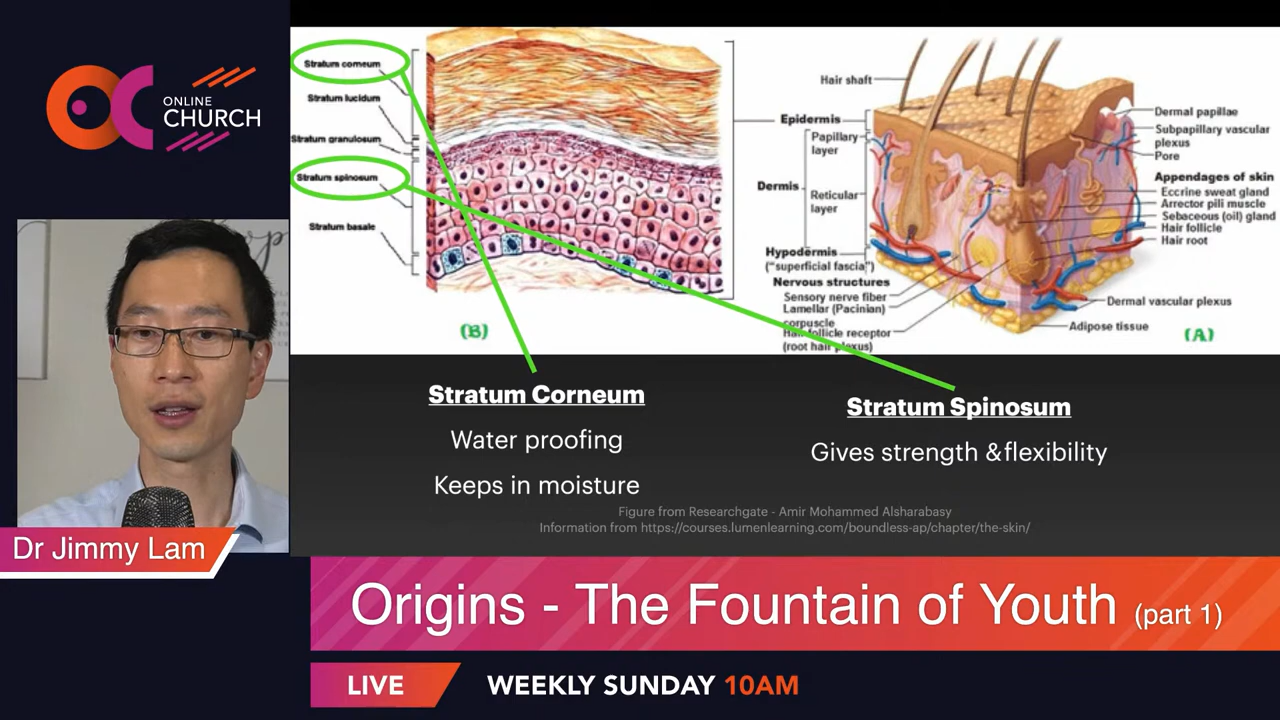 ONLINE
CHURCH
Stratum corneum
Stratum lucidum
Stratum granulosum
Stratum spinosum
Stratum basale
(B)
Hair shaft
Epidermis
Papillary
layer
Dermis
Reticular
layer
Hypodermis
("superficial fascia")
Nervous structures
Sensory nerve fiber
Lamellar (Pacinian)
corpuscle
Hair follicle receptor
(root hair plexus)
Dermal papillae
Subpapillary vascular
plexus
Pore
Appendages of skin
Eccrine sweat gland
Arrector pili muscle
Sebaceous (oil) gland
Hair follicle
Hair root
Dermal vascular plexus
Adipose tissue
(A)
Stratum Corneum
Water proofing
Keeps in moisture
Stratum Spinosum
Gives strength &flexibility
Figure from Researchgate - Amir Mohammed Alsharabasy
Information from https://courses.lumenlearning.com/boundless-ap/chapter/the-skin/
Dr Jimmy Lam
Origins - The Fountain of Youth (part 1)
LIVE
WEEKLY SUNDAY 10AM